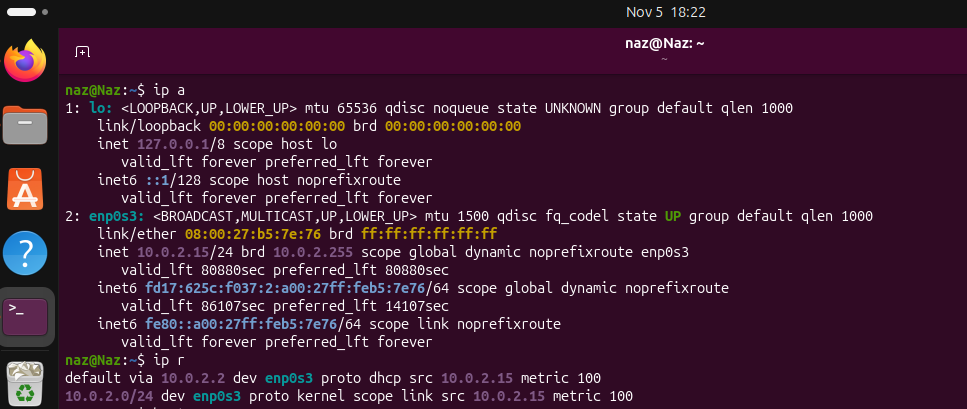 Nov 5 18:22
naz@Naz: ~
~
naz@Naz:~$ ip a
1: lo: <LOOPBACK,UP,LOWER_UP> mtu 65536 qdisc noqueue state UNKNOWN group default qlen 1000
    link/loopback 00:00:00:00:00:00 brd 00:00:00:00:00:00
    inet 127.0.0.1/8 scope host lo
       valid_lft forever preferred_lft forever
    inet6 ::1/128 scope host noprefixroute
       valid_lft forever preferred_lft forever
2: enp0s3: <BROADCAST,MULTICAST,UP,LOWER_UP> mtu 1500 qdisc fq_codel state UP group default qlen 1000
    link/ether 08:00:27:b5:7e:76 brd ff:ff:ff:ff:ff:ff
    inet 10.0.2.15/24 brd 10.0.2.255 scope global dynamic noprefixroute enp0s3
       valid_lft 80880sec preferred_lft 80880sec
    inet6 fd17:625c:f037:2:a00:27ff:feb5:7e76/64 scope global dynamic noprefixroute
       valid_lft 86107sec preferred_lft 14107sec
    inet6 fe80::a00:27ff:feb5:7e76/64 scope link noprefixroute
       valid_lft forever preferred_lft forever
naz@Naz:~$ ip r
default via 10.0.2.2 dev enp0s3 proto dhcp src 10.0.2.15 metric 100
10.0.2.0/24 dev enp0s3 proto kernel scope link src 10.0.2.15 metric 100